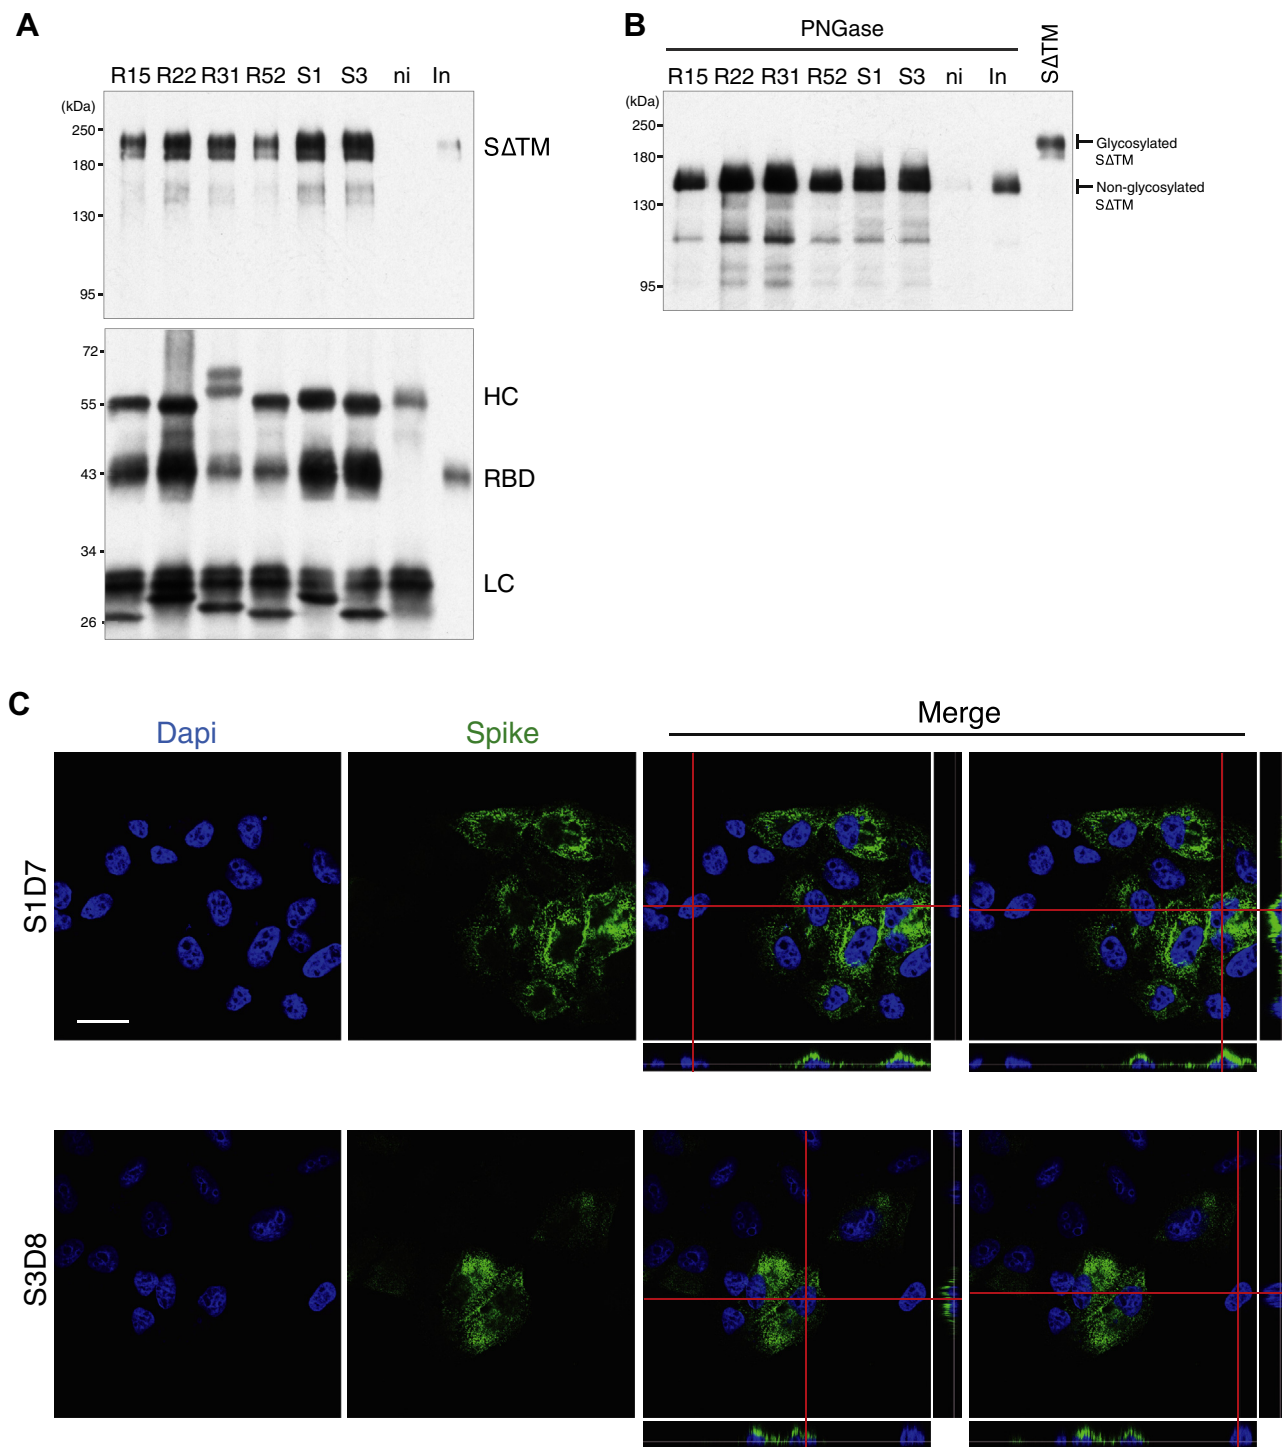 A
R15 R22 R31 R52 S1 S3 ni In
(kDa)
250
180
130
95
SΔTM
72
55
43
34
26
HC
RBD
LC
B
PNGase
R15 R22 R31 R52 S1 S3 ni In SΔTM
(kDa)
250
180
130
95
Glycosylated
SΔTM
Non-glycosylated
SΔTM
C
Dapi Spike Merge
S1D7
S3D8